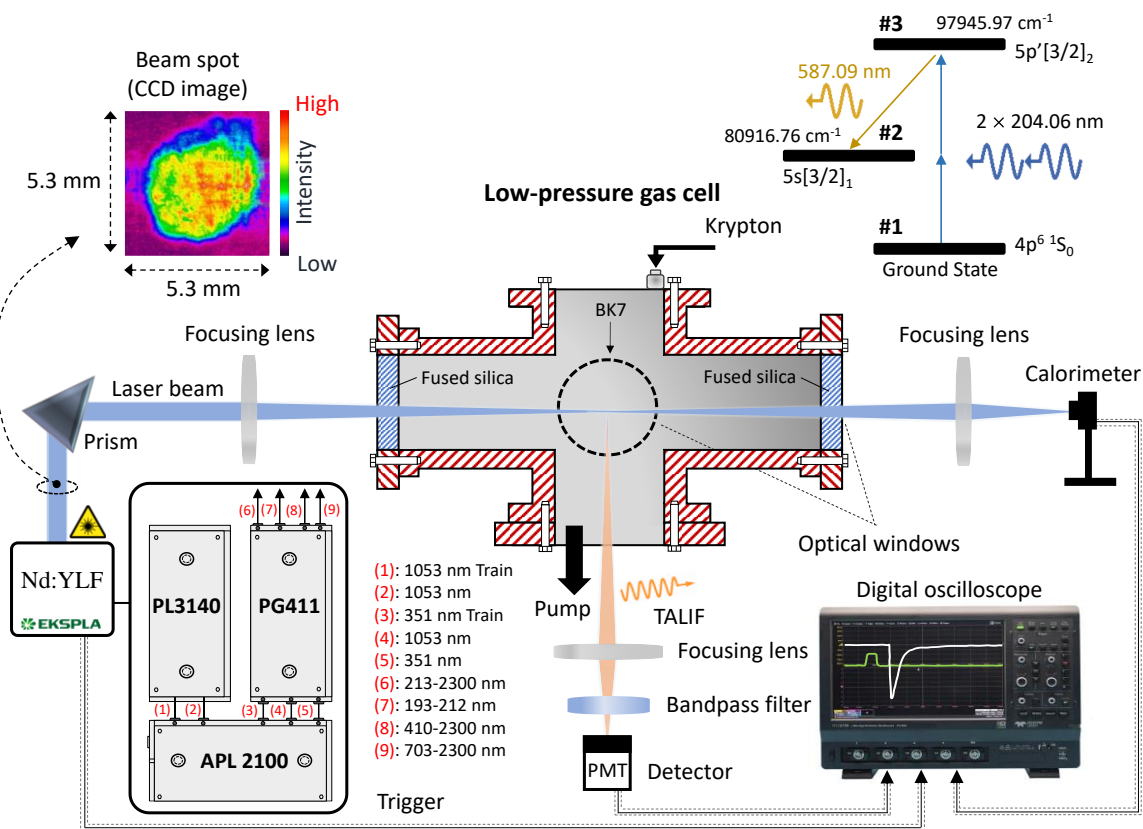 Beam spot
(CCD image)
High
Intensity
Low
5.3 mm
5.3 mm
#3
97945.97 cm⁻¹
5p’[3/2]₂
587.09 nm
80916.76 cm⁻¹
#2
5s[3/2]₁
2 × 204.06 nm
#1
4p⁶ ¹S₀
Ground State
Low-pressure gas cell
Krypton
BK7
Focusing lens
Fused silica
Fused silica
Focusing lens
Laser beam
Calorimeter
Prism
Optical windows
Nd:YLF
EKSPLA
(6)
(7)
(8)
(9)
PL3140
PG411
(1)
(2)
(3)
(4)
(5)
APL 2100
(1): 1053 nm Train
(2): 1053 nm
(3): 351 nm Train
(4): 1053 nm
(5): 351 nm
(6): 213-2300 nm
(7): 193-212 nm
(8): 410-2300 nm
(9): 703-2300 nm
Pump
TALIF
Focusing lens
Bandpass filter
PMT
Detector
Digital oscilloscope
Trigger